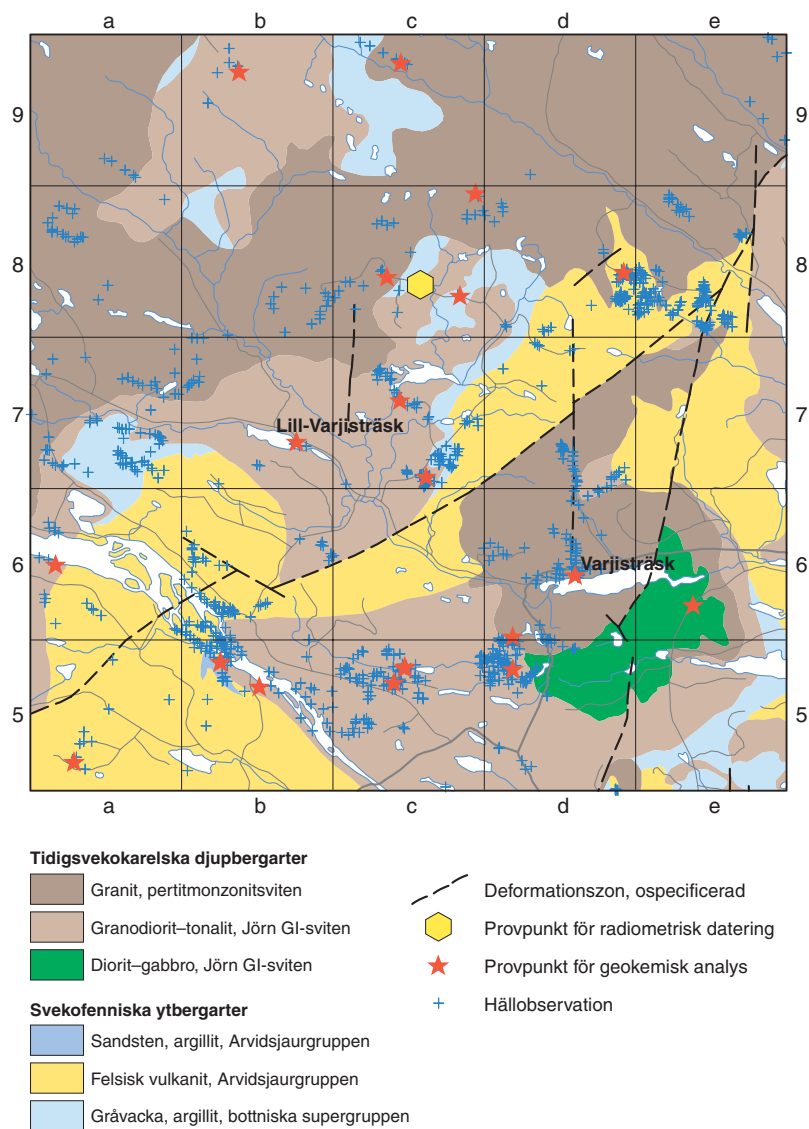 a b c d e
9 9
8 8
7 7
Lill-Varjisträsk
6 6
Varjisträsk
5 5
a b c d e
Tidigsvekokarelska djupbergarter
Granit, pertitmonzonitsviten
Granodiorit–tonalit, Jörn GI-sviten
Diorit–gabbro, Jörn GI-sviten
Svekofenniska ytbergarter
Sandsten, argillit, Arvidsjaurgruppen
Felsisk vulkanit, Arvidsjaurgruppen
Gråvacka, argillit, bottniska supergruppen
Deformationszon, ospecificerad
Provpunkt för radiometrisk datering
Provpunkt för geokemisk analys
Hällobservation